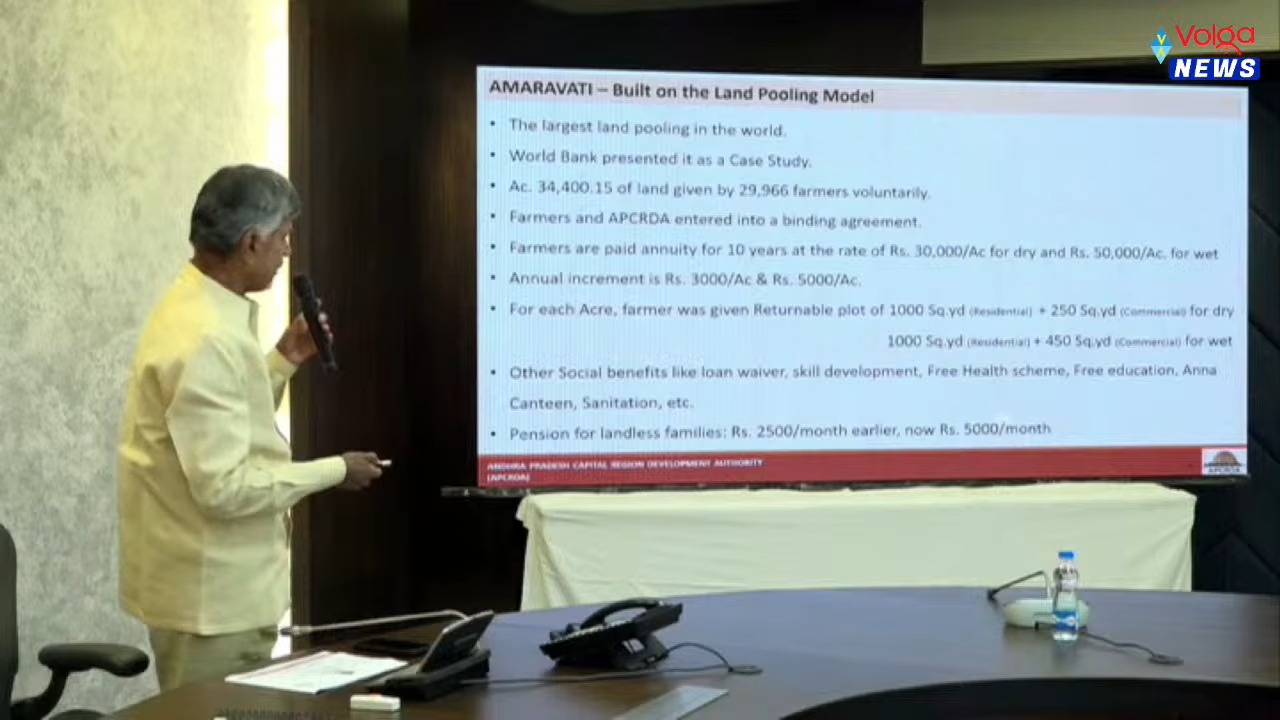 Volga
NEWS
AMARAVATI – Built on the Land Pooling Model
• The largest land pooling in the world.
• World Bank presented it as a Case Study.
• Ac. 34,400.15 of land given by 29,966 farmers voluntarily.
• Farmers and APCRDA entered into a binding agreement.
• Farmers are paid annuity for 10 years at the rate of Rs. 30,000/Ac for dry and Rs. 50,000/Ac. for wet
• Annual increment is Rs. 3000/Ac & Rs. 5000/Ac.
• For each Acre, farmer was given Returnable plot of 1000 Sq.yd (Residential) + 250 Sq.yd (Commercial) for dry
1000 Sq.yd (Residential) + 450 Sq.yd (Commercial) for wet
• Other Social benefits like loan waiver, skill development, Free Health scheme, Free education, Anna
Canteen, Sanitation, etc.
• Pension for landless families: Rs. 2500/month earlier, now Rs. 5000/month
ANDHRA PRADESH CAPITAL REGION DEVELOPMENT AUTHORITY
(APCRDA)
APCRDA